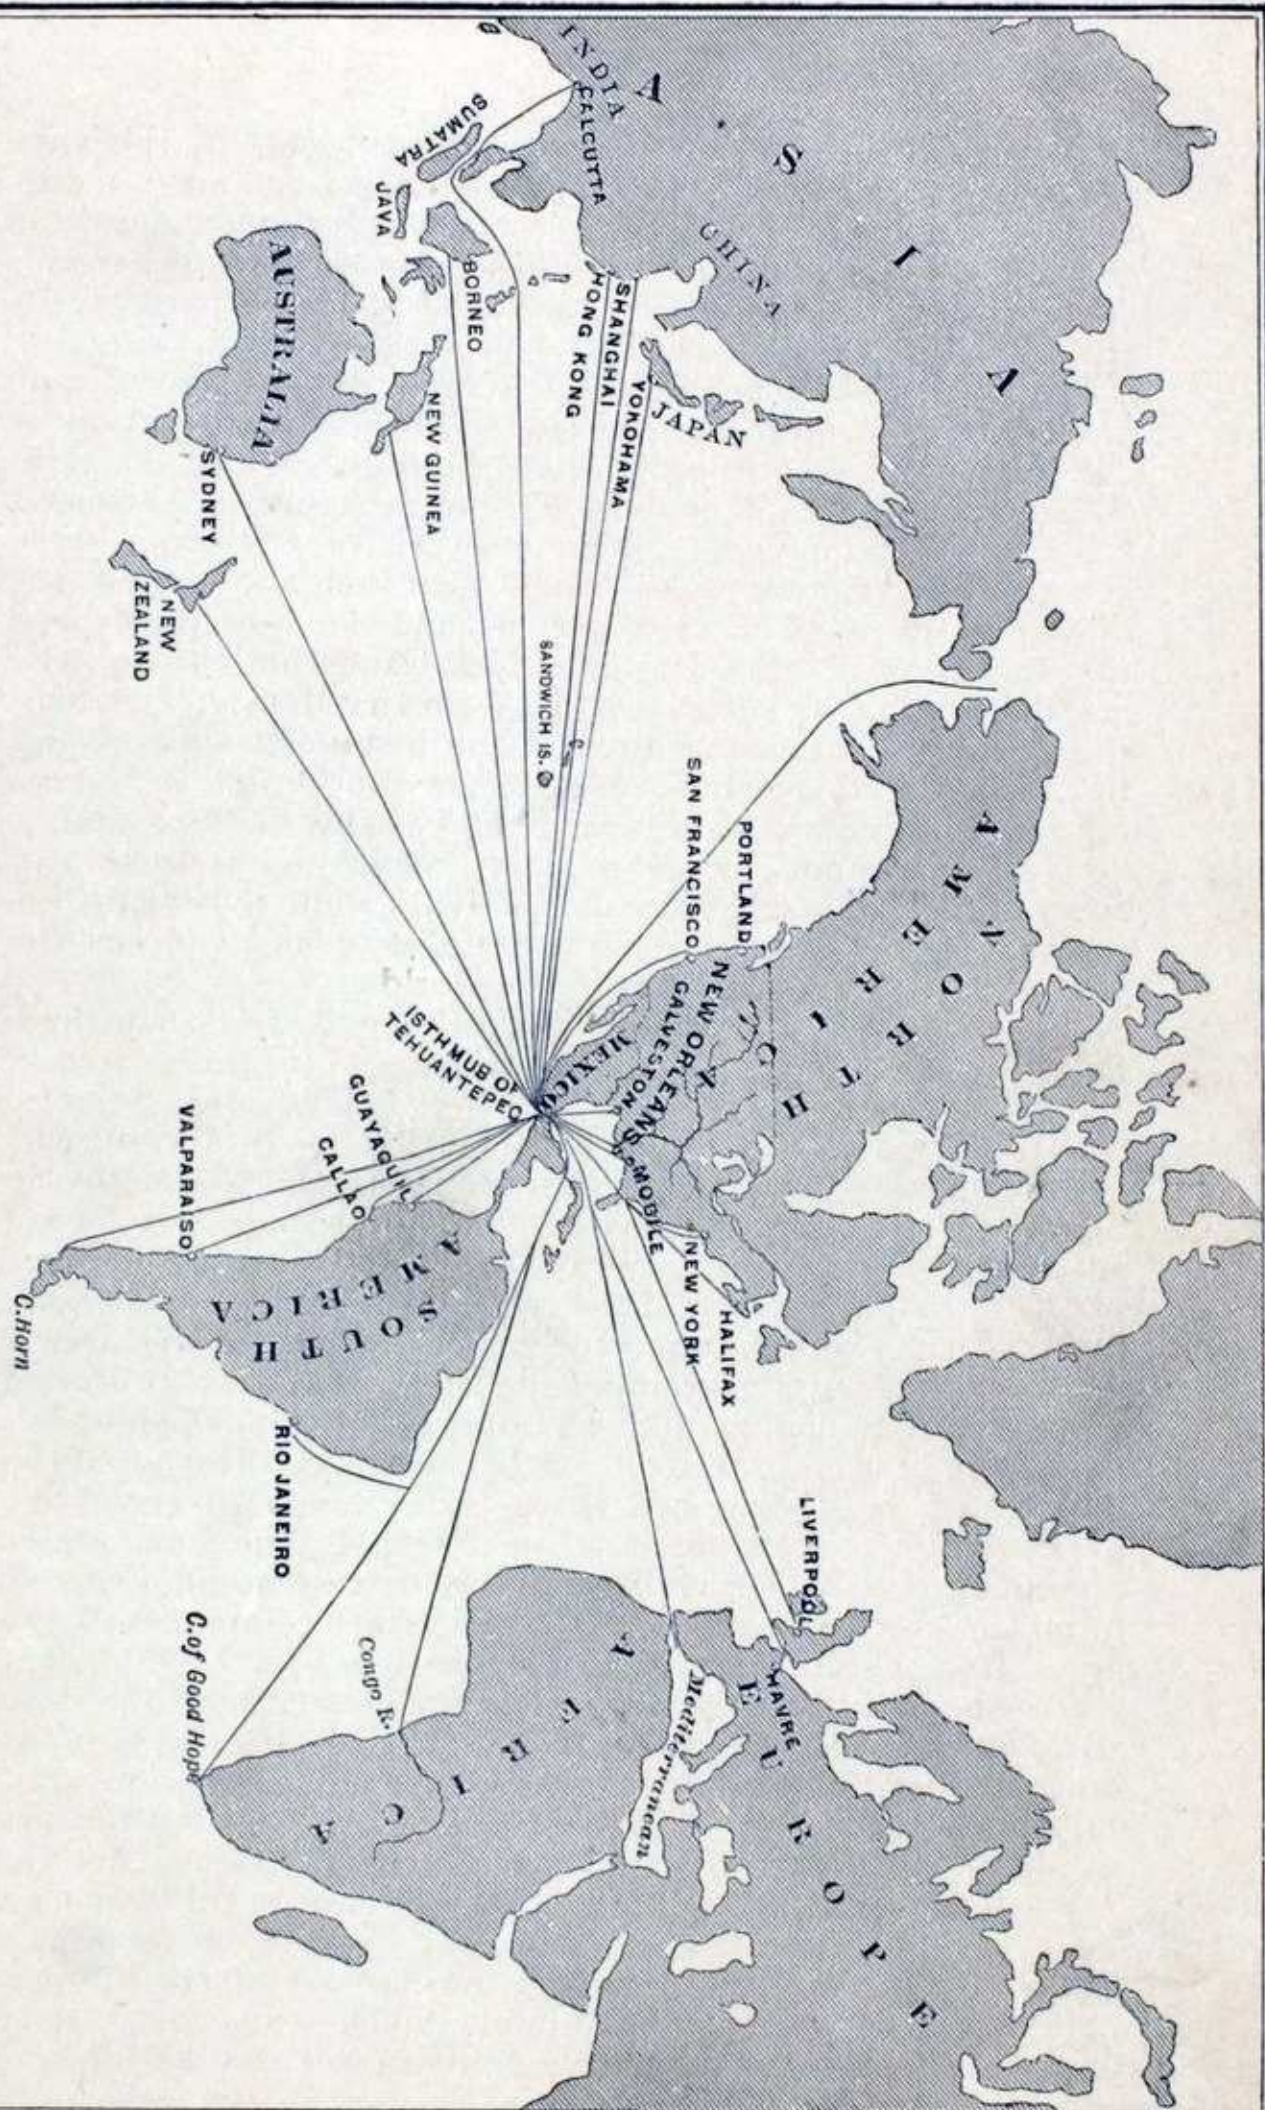 ASIA
INDIA
CALCUTTA
CHINA
SUMATRA
JAVA
BORNEO
HONG KONG
SHANGHAI
YOKOHAMA
JAPAN
AUSTRALIA
NEW GUINEA
SYDNEY
NEW
ZEALAND
SANDWICH IS.
NORTH
AMERICA
PORTLAND
SAN FRANCISCO
NEW ORLEANS
GALVESTON
MEXICO
MOBILE
NEW YORK
HALIFAX
ISTHMUS OF
TEHUANTEPEC
GUAYAQUIL
CALLAO
VALPARAISO
SOUTH
AMERICA
C. Horn
RIO JANEIRO
LIVERPOOL
HAVRE
EUROPE
Mediterranean
AFRICA
Congo R.
C. of Good Hope